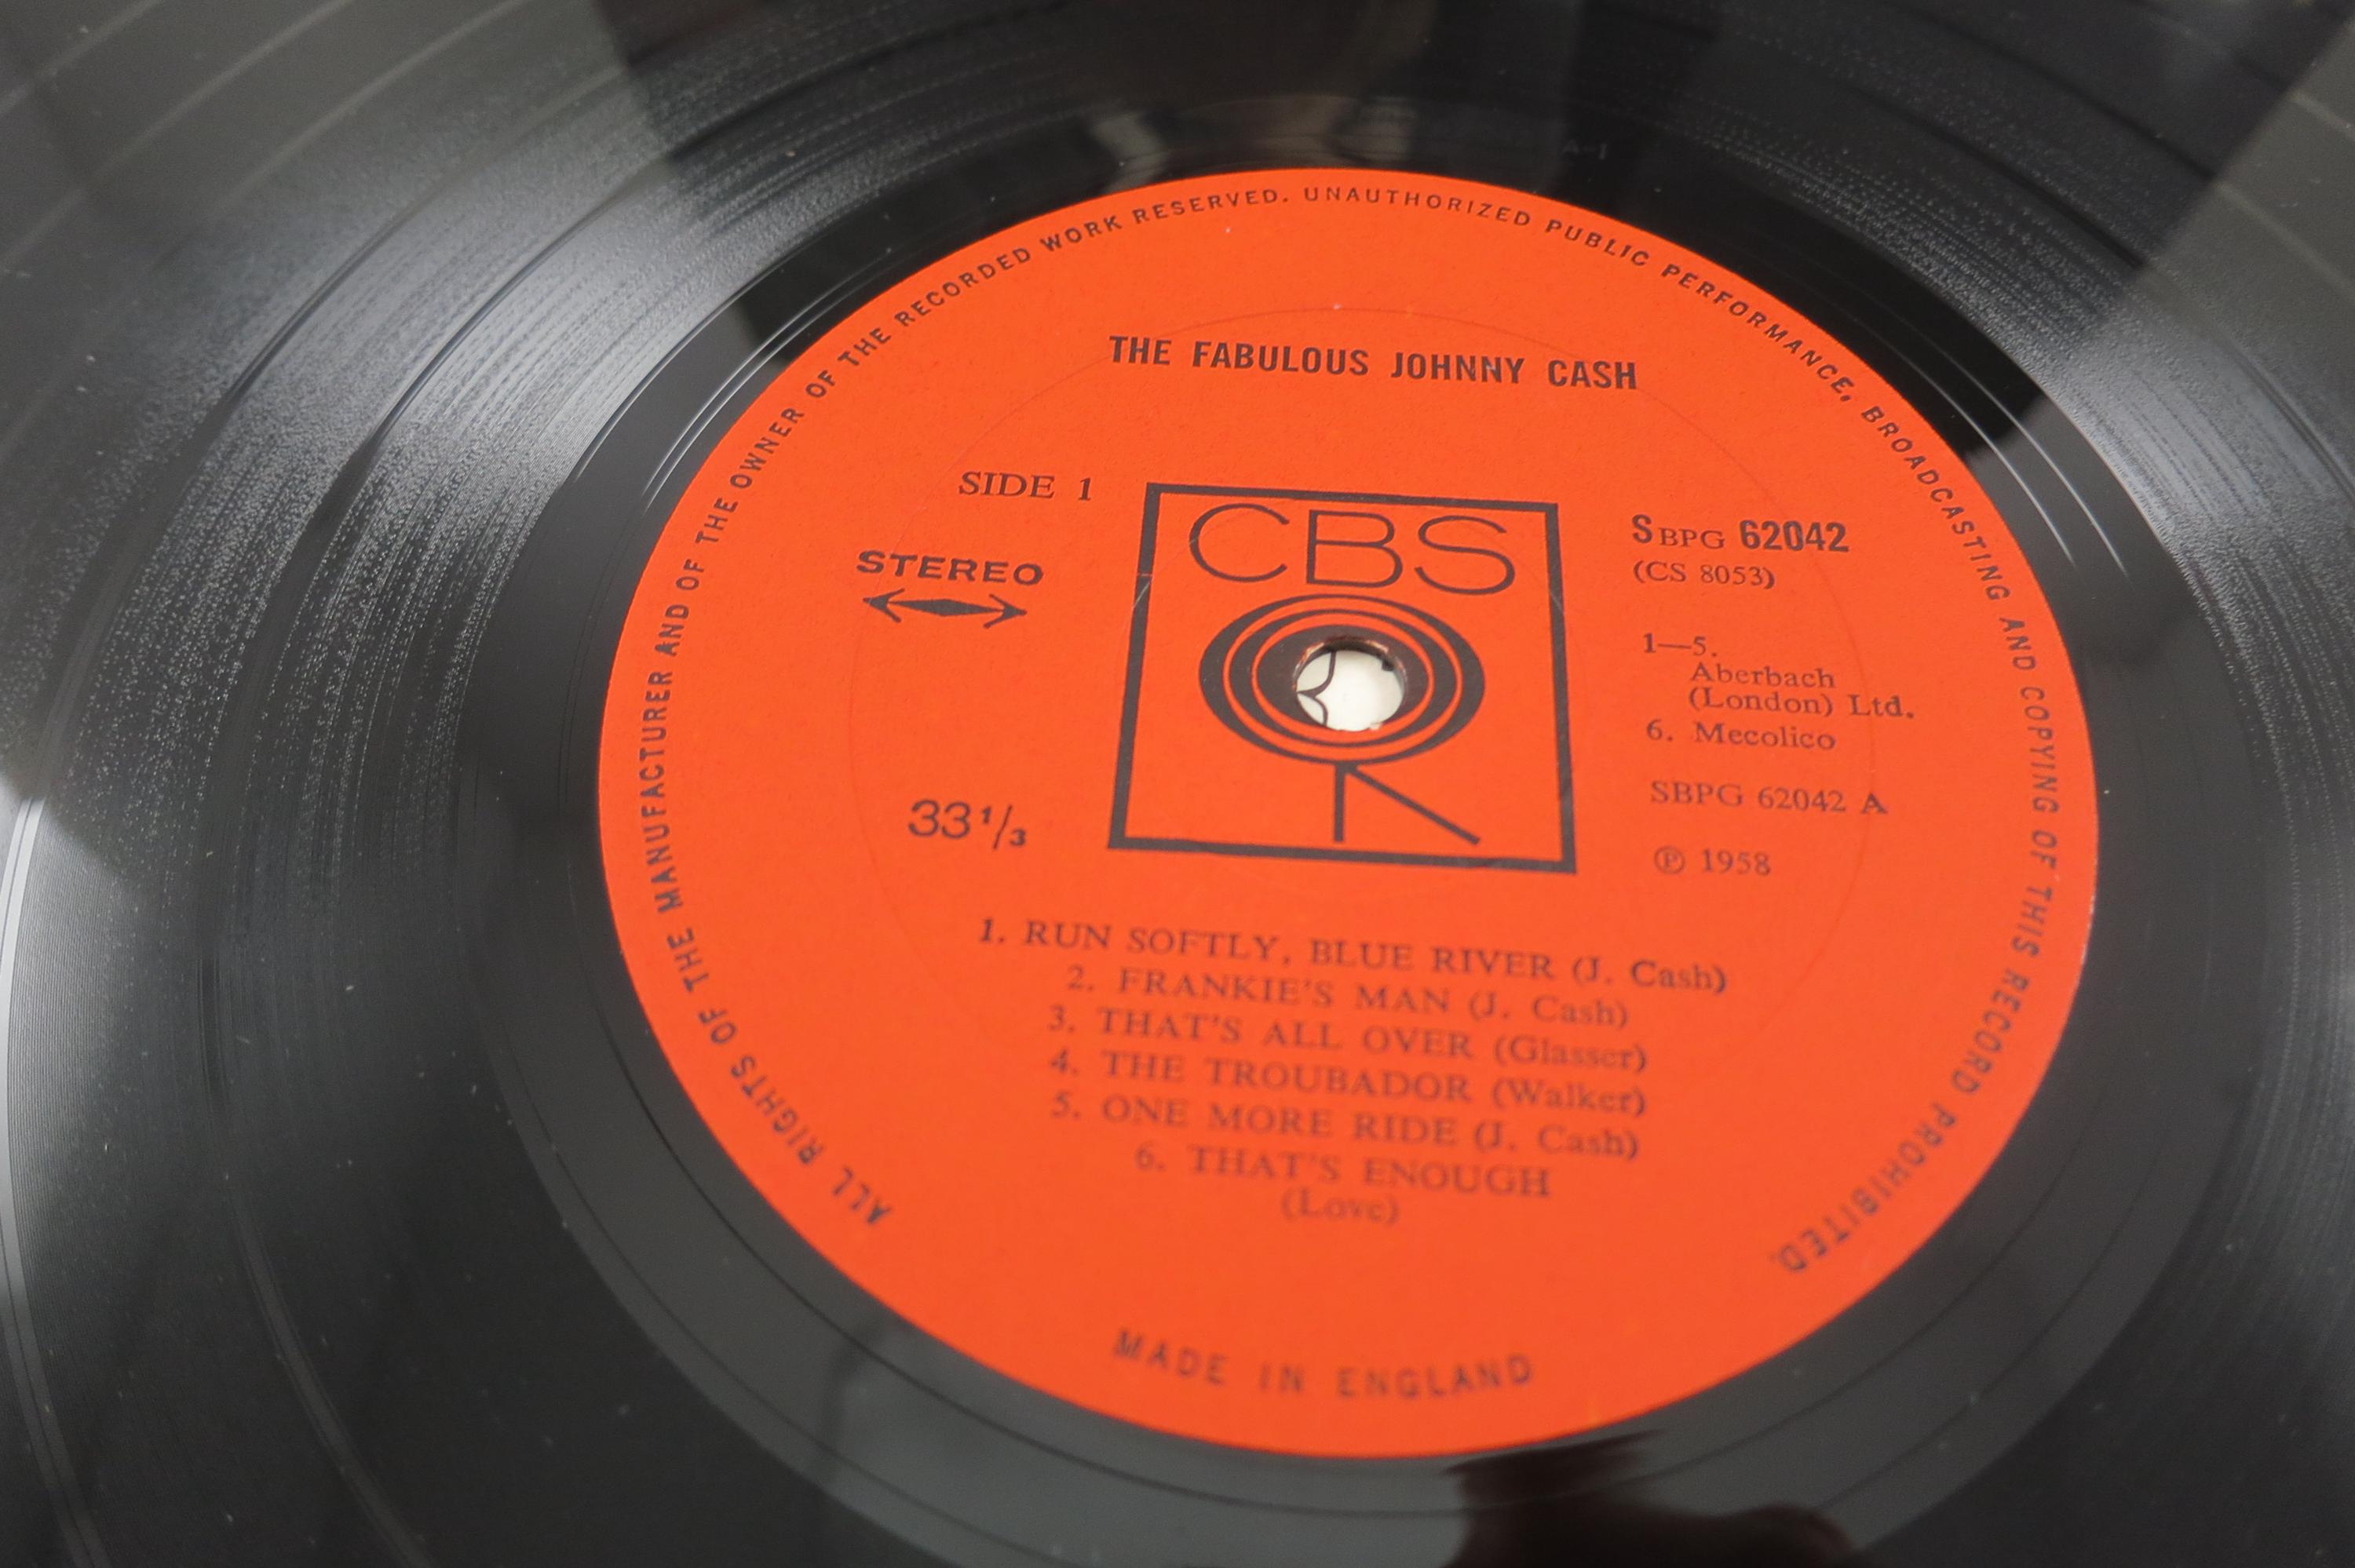 ALL RIGHTS OF THE MANUFACTURER AND OF THE OWNER OF THE RECORDED WORK RESERVED. UNAUTHORIZED PUBLIC PERFORMANCE, BROADCASTING AND COPYING OF THIS RECORD PROHIBITED.
THE FABULOUS JOHNNY CASH
SIDE 1
STEREO
33 1/3
CBS
SBPG 62042
(CS 8053)
1—5.
Aberbach
(London) Ltd.
6. Mecolico
SBPG 62042 A
℗ 1958
1. RUN SOFTLY, BLUE RIVER (J. Cash)
2. FRANKIE'S MAN (J. Cash)
3. THAT'S ALL OVER (Glasser)
4. THE TROUBADOR (Walker)
5. ONE MORE RIDE (J. Cash)
6. THAT'S ENOUGH
(Love)
MADE IN ENGLAND